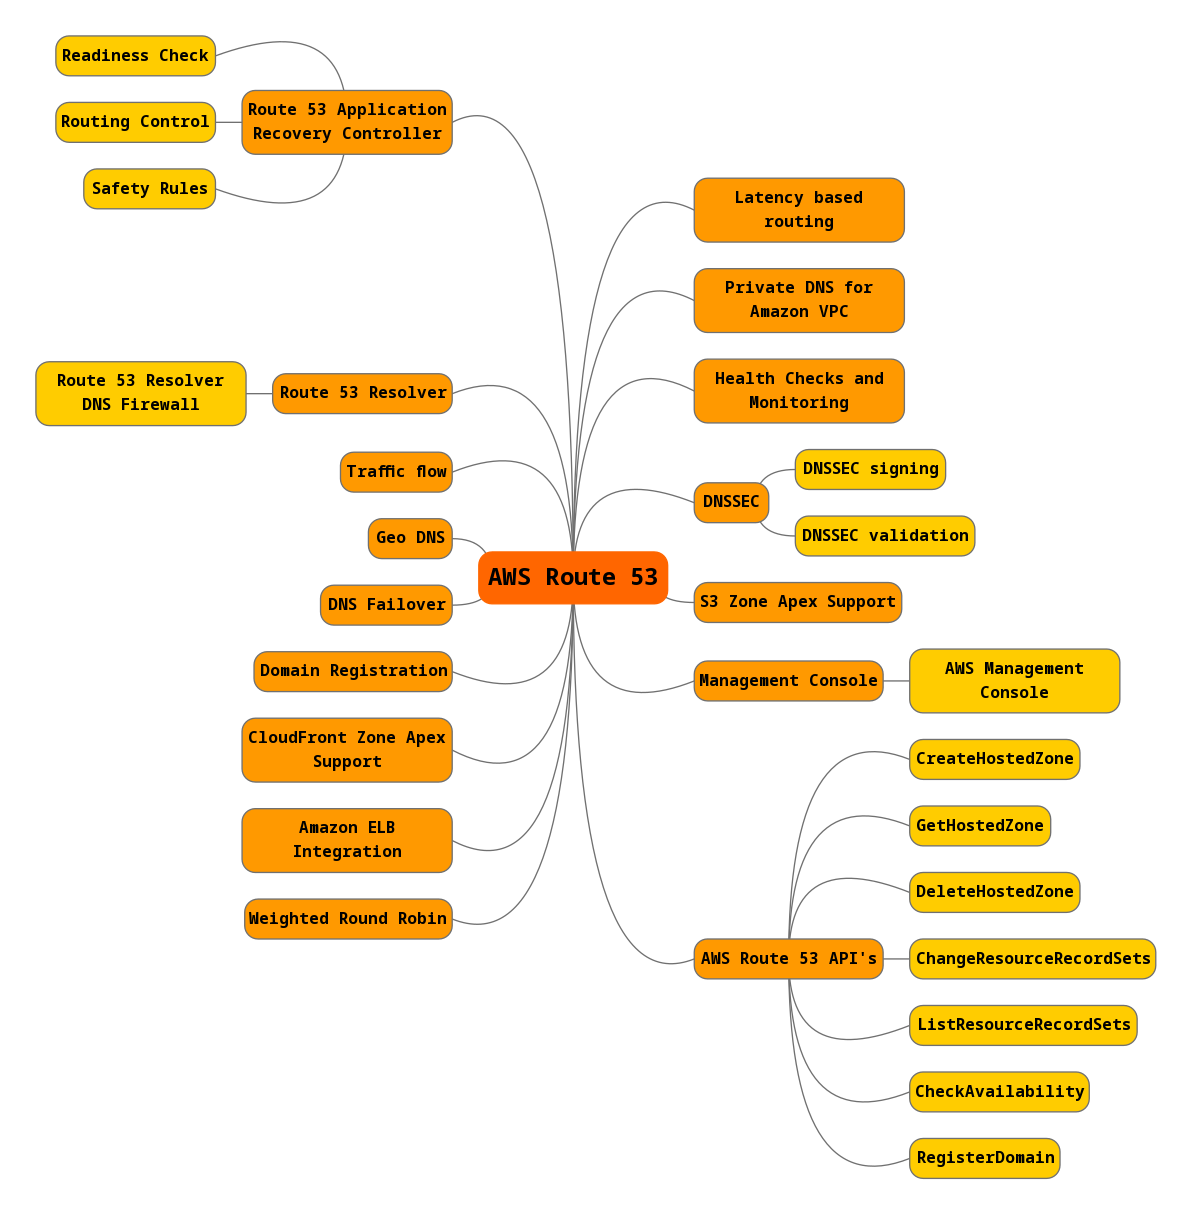 Readiness Check
Route 53 Application
Recovery Controller
Routing Control
Safety Rules
Route 53 Resolver
DNS Firewall
Route 53 Resolver
Traffic flow
Geo DNS
DNS Failover
Domain Registration
CloudFront Zone Apex
Support
Amazon ELB
Integration
Weighted Round Robin
AWS Route 53
Latency based
routing
Private DNS for
Amazon VPC
Health Checks and
Monitoring
DNSSEC
DNSSEC signing
DNSSEC validation
S3 Zone Apex Support
Management Console
AWS Management
Console
AWS Route 53 API's
CreateHostedZone
GetHostedZone
DeleteHostedZone
ChangeResourceRecordSets
ListResourceRecordSets
CheckAvailability
RegisterDomain